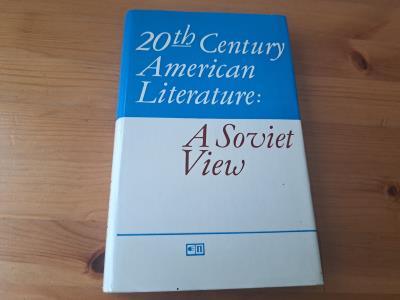 20th Century
American
Literature:
A Soviet
View